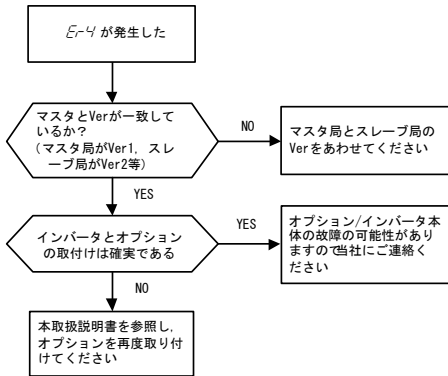 Er-4 が発生した
マスタとVerが一致して
いるか?
(マスタ局がVer1, スレ
ーブ局がVer2等)
NO
マスタ局とスレーブ局の
Verをあわせてください
YES
インバータとオプション
の取付けは確実である
YES
オプション/インバータ本
体の故障の可能性があり
ますので当社にご連絡く
ださい
NO
本取扱説明書を参照し,
オプションを再度取り付
けてください